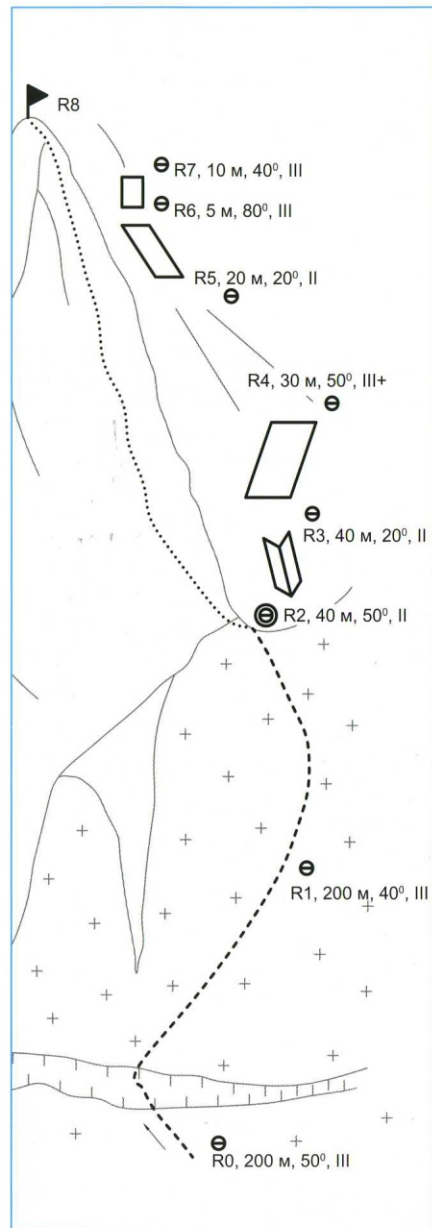 R8
R7, 10 м, 40⁰, III
R6, 5 м, 80⁰, III
R5, 20 м, 20⁰, II
R4, 30 м, 50⁰, III+
R3, 40 м, 20⁰, II
R2, 40 м, 50⁰, II
R1, 200 м, 40⁰, III
R0, 200 м, 50⁰, III